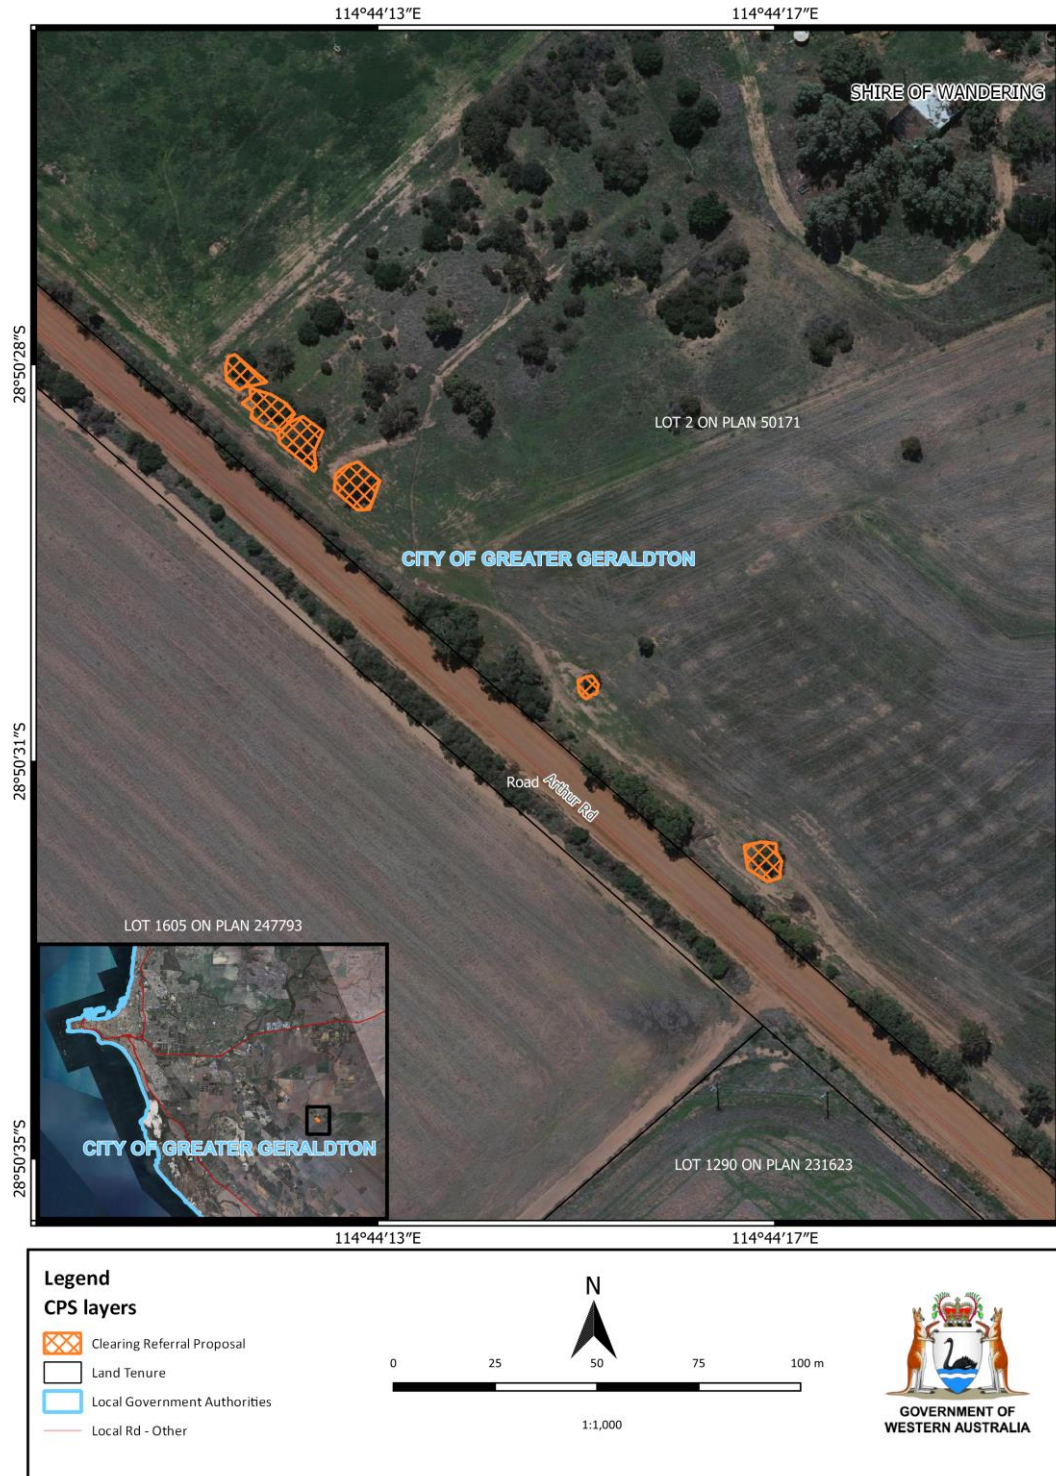 114°44'13"E
114°44'17"E
SHIRE OF WANDERING
28°50'28"S
LOT 2 ON PLAN 50171
CITY OF GREATER GERALDTON
28°50'31"S
Road
Arthur Rd
LOT 1605 ON PLAN 247793
CITY OF GREATER GERALDTON
28°50'35"S
LOT 1290 ON PLAN 231623
114°44'13"E
114°44'17"E
Legend
CPS layers
Clearing Referral Proposal
Land Tenure
Local Government Authorities
Local Rd - Other
N
0 25 50 75 100 m
1:1,000
GOVERNMENT OF
WESTERN AUSTRALIA